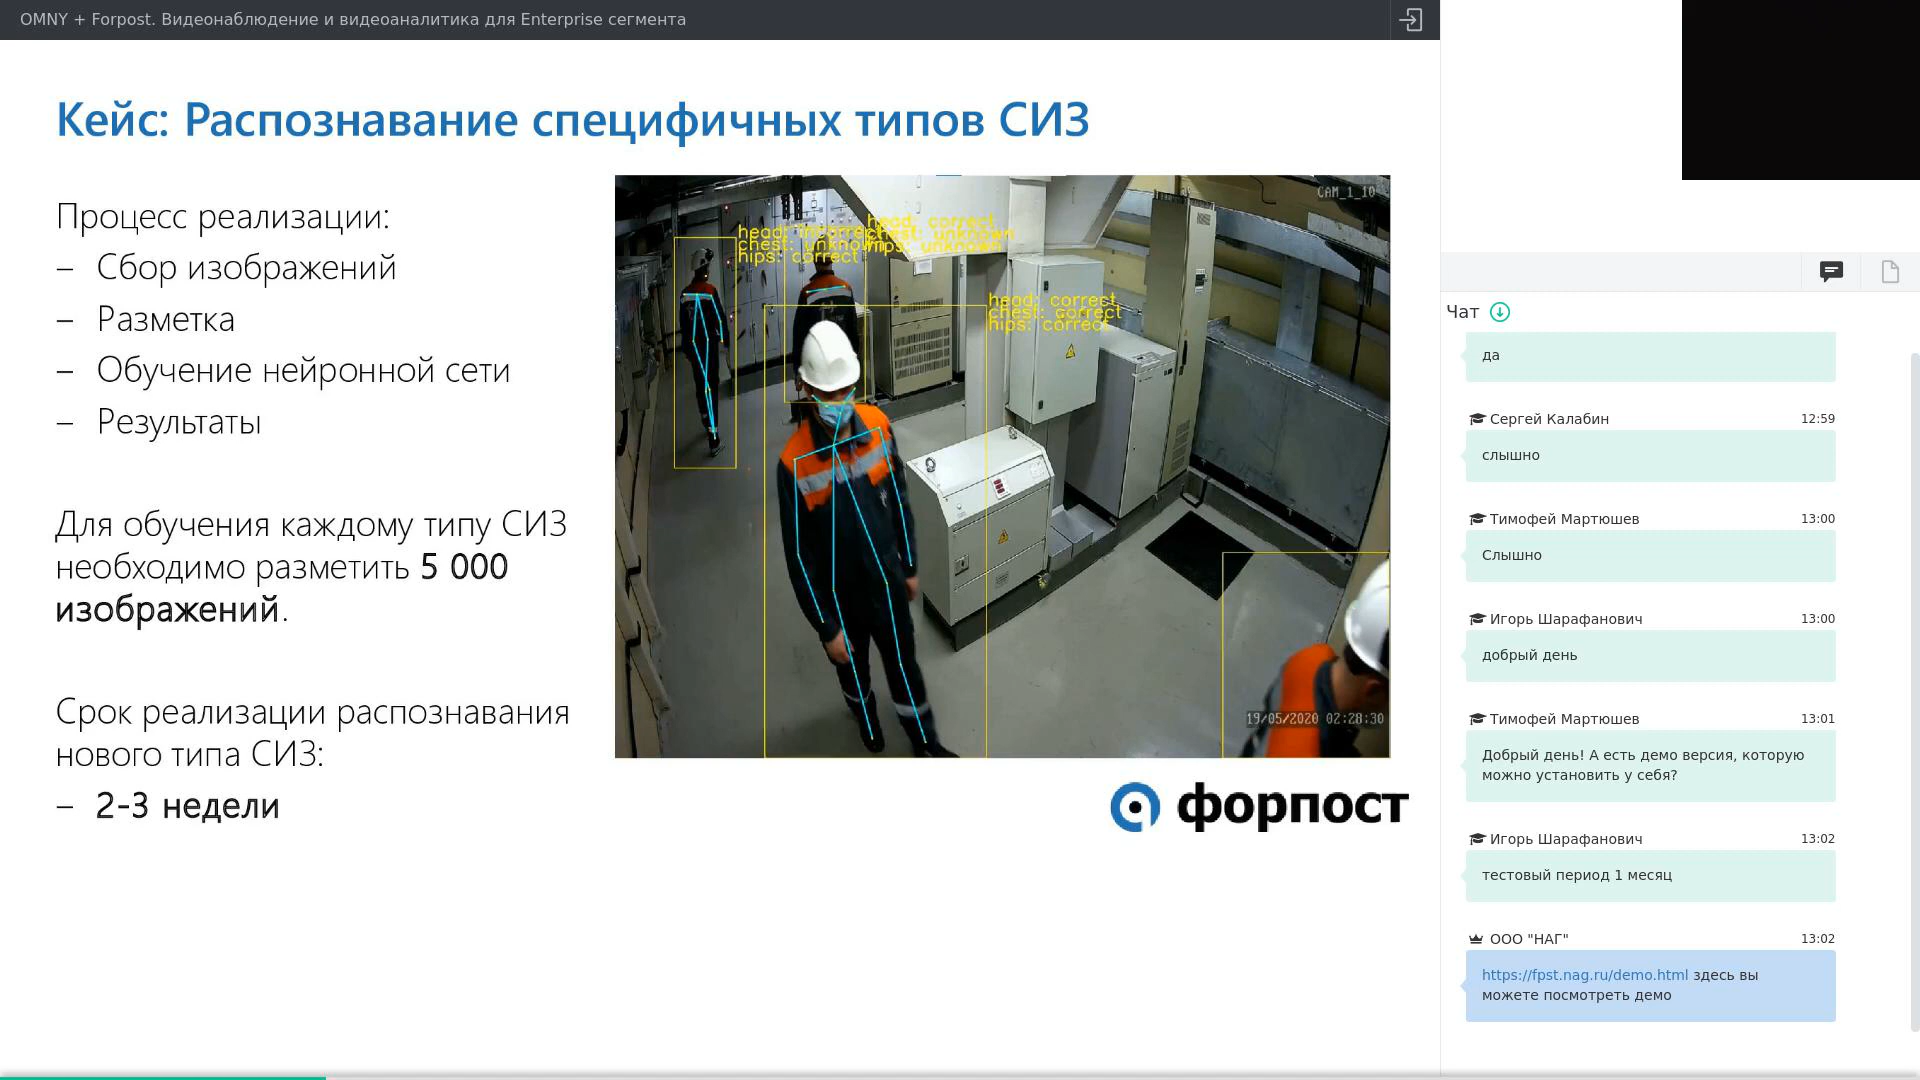 OMNY + Forpost. Видеонаблюдение и видеоаналитика для Enterprise сегмента
Кейс: Распознавание специфичных типов СИЗ
Процесс реализации:
– Сбор изображений
– Разметка
– Обучение нейронной сети
– Результаты
Для обучения каждому типу СИЗ
необходимо разметить 5 000
изображений.
Срок реализации распознавания
нового типа СИЗ:
– 2-3 недели
CAM_1_10
head: incorrect
chest: unknown
hips: correct
head: correct
chest: unknown
hips: unknown
head: correct
chest: correct
hips: correct
19/05/2020 02:28:30
форпост
Чат
да
Сергей Калабин 12:59
слышно
Тимофей Мартюшев 13:00
Слышно
Игорь Шарафанович 13:00
добрый день
Тимофей Мартюшев 13:01
Добрый день! А есть демо версия, которую
можно установить у себя?
Игорь Шарафанович 13:02
тестовый период 1 месяц
ООО "НАГ" 13:02
https://fpst.nag.ru/demo.html здесь вы
можете посмотреть демо